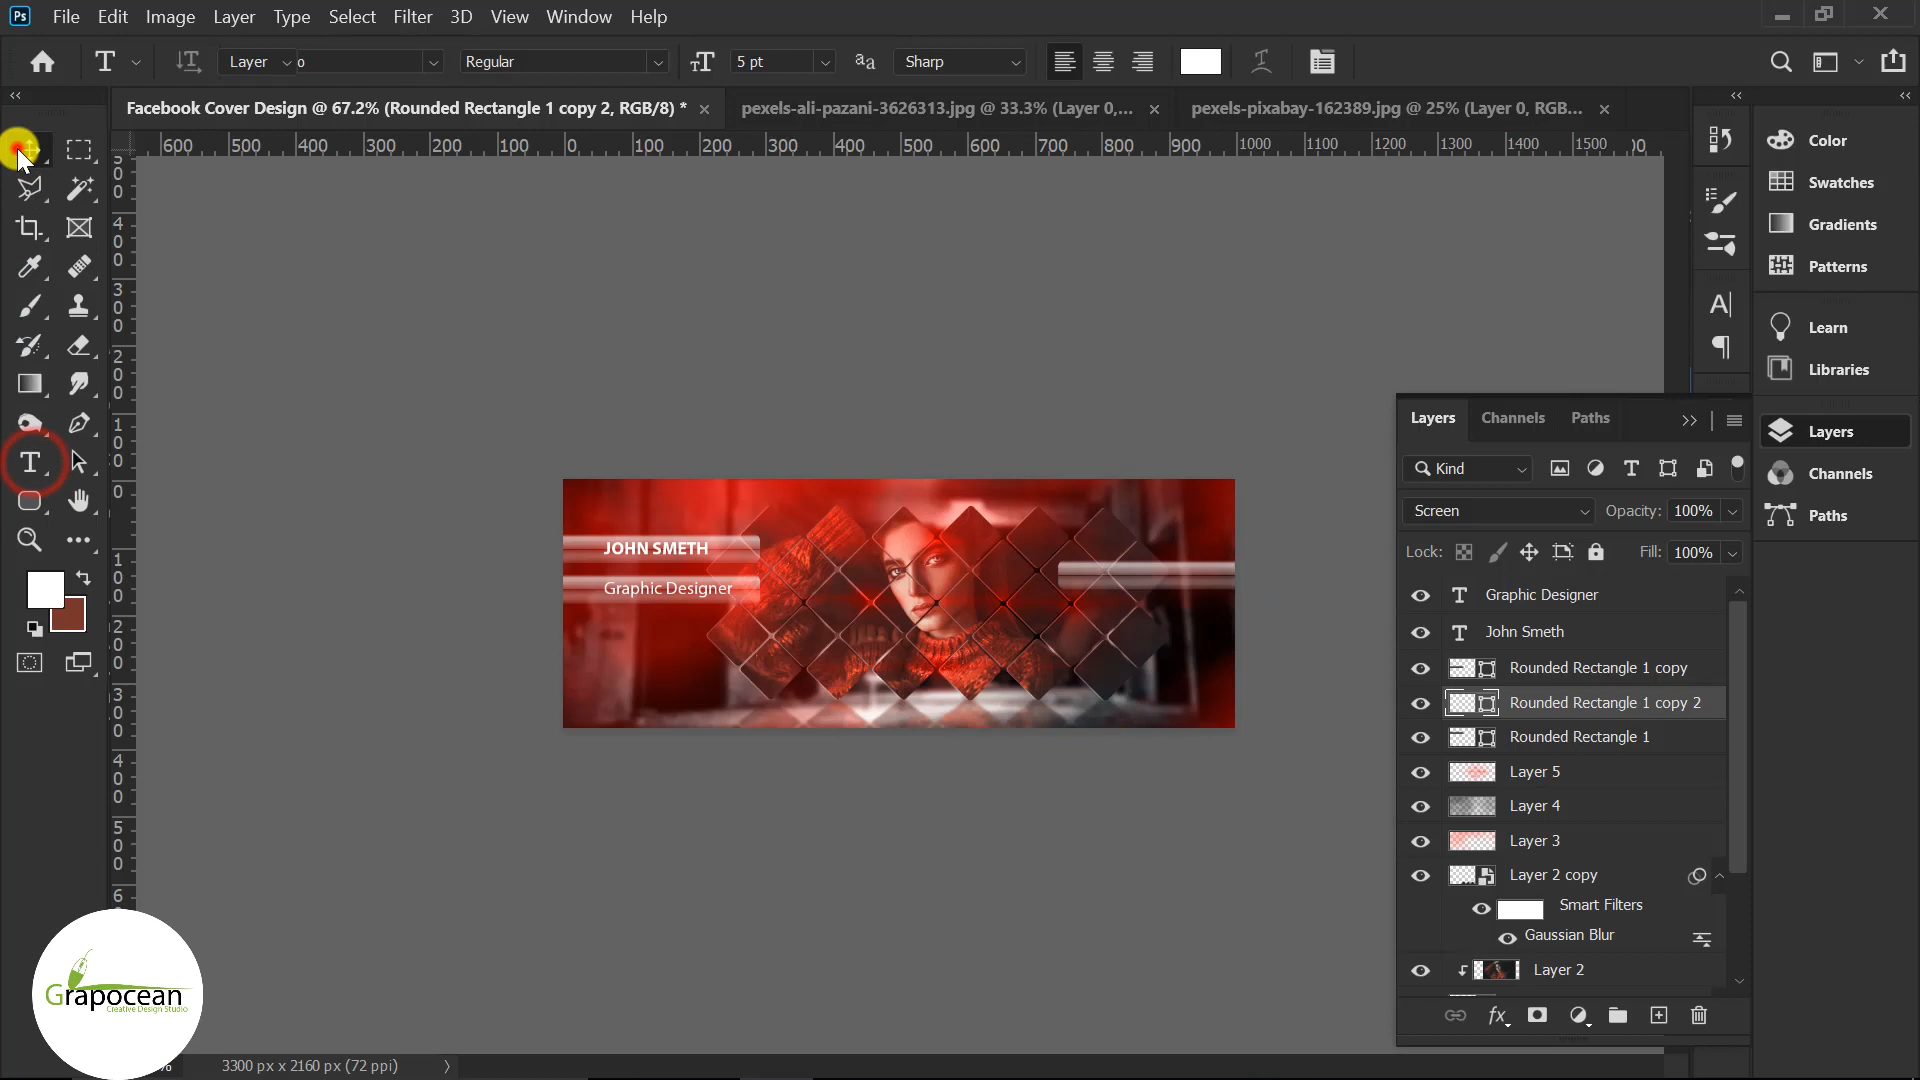 Ps File Edit Image Layer Type Select Filter 3D View Window Help
T Layer o Regular 5 pt aa Sharp
Facebook Cover Design @ 67.2% (Rounded Rectangle 1 copy 2, RGB/8) * × pexels-ali-pazani-3626313.jpg @ 33.3% (Layer 0,... × pexels-pixabay-162389.jpg @ 25% (Layer 0, RGB... ×
600 500 400 300 200 100 0 100 200 300 400 500 600 700 800 900 1000 1100 1200 1300 1400 1500
Color
Swatches
Gradients
Patterns
Learn
Libraries
Layers
Channels
Paths
JOHN SMETH
Graphic Designer
Layers Channels Paths
Kind
Screen Opacity: 100%
Lock: Fill: 100%
T Graphic Designer
T John Smeth
Rounded Rectangle 1 copy
Rounded Rectangle 1 copy 2
Rounded Rectangle 1
Layer 5
Layer 4
Layer 3
Layer 2 copy
Smart Filters
Gaussian Blur
Layer 2
fx
Grapocean
Creative Design Studio
% 3300 px x 2160 px (72 ppi)